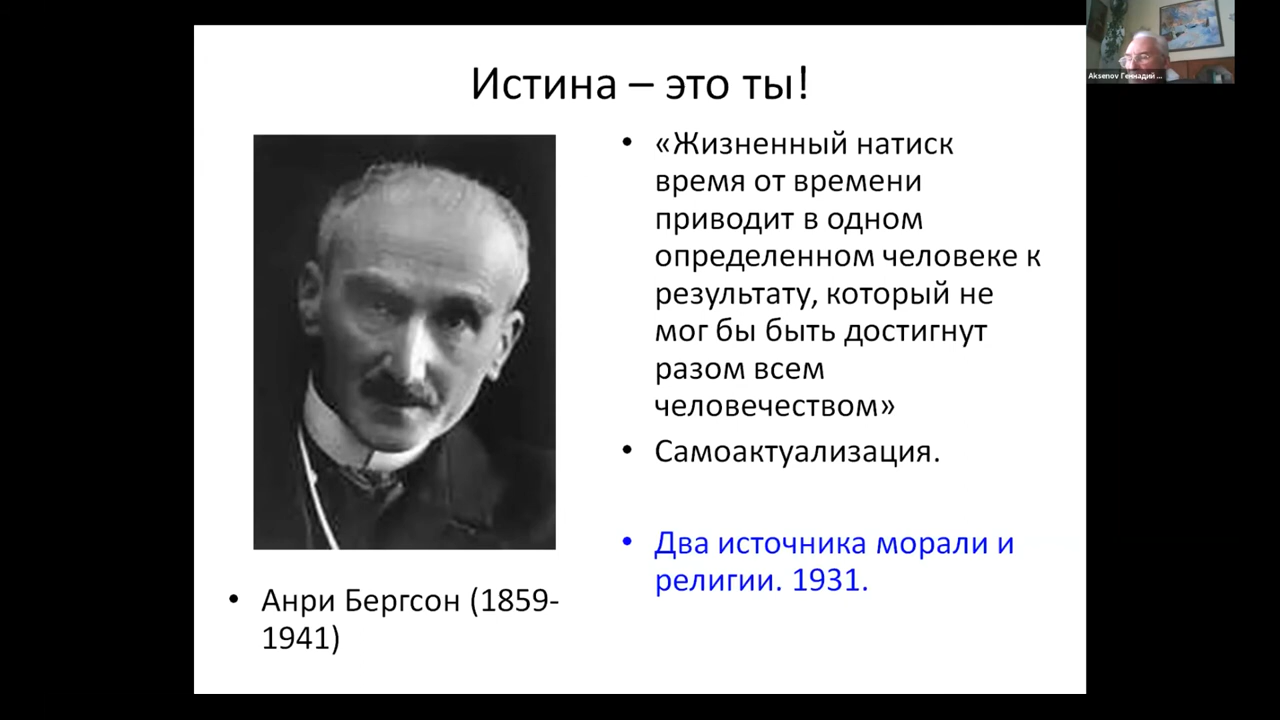 Истина – это ты!
• «Жизненный натиск
время от времени
приводит в одном
определенном человеке к
результату, который не
мог бы быть достигнут
разом всем
человечеством»
• Самоактуализация.
• Два источника морали и
религии. 1931.
• Анри Бергсон (1859-
1941)
Aksenov Геннадий ...